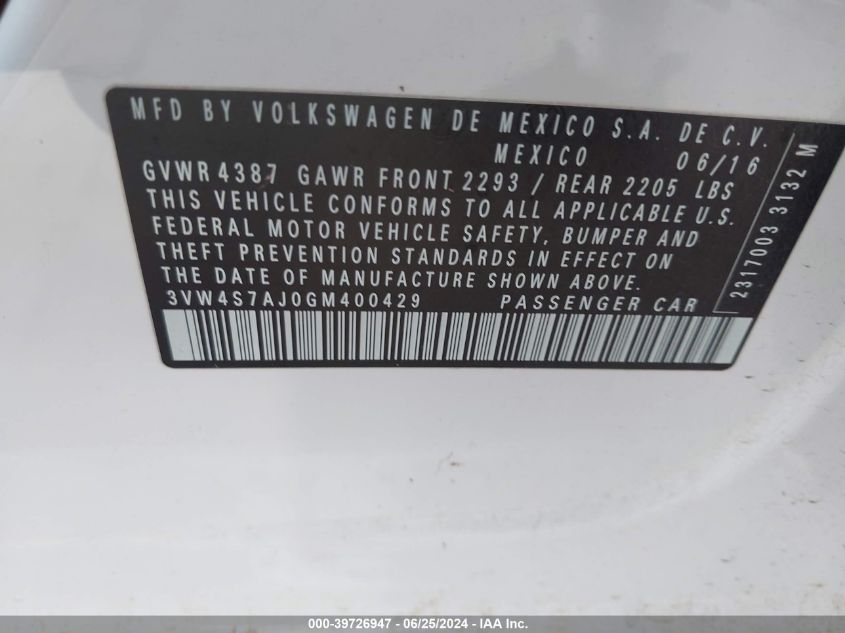 MFD BY VOLKSWAGEN DE MEXICO S.A. DE C.V.
MEXICO 06/16
GVWR 4387 GAWR FRONT 2293 / REAR 2205 LBS
THIS VEHICLE CONFORMS TO ALL APPLICABLE U.S.
FEDERAL MOTOR VEHICLE SAFETY, BUMPER AND
THEFT PREVENTION STANDARDS IN EFFECT ON
THE DATE OF MANUFACTURE SHOWN ABOVE.
3VW4S7AJ0GM400429 PASSENGER CAR
2317003 3132 M
000-39726947 / 06/25/2024 - IAA Inc.